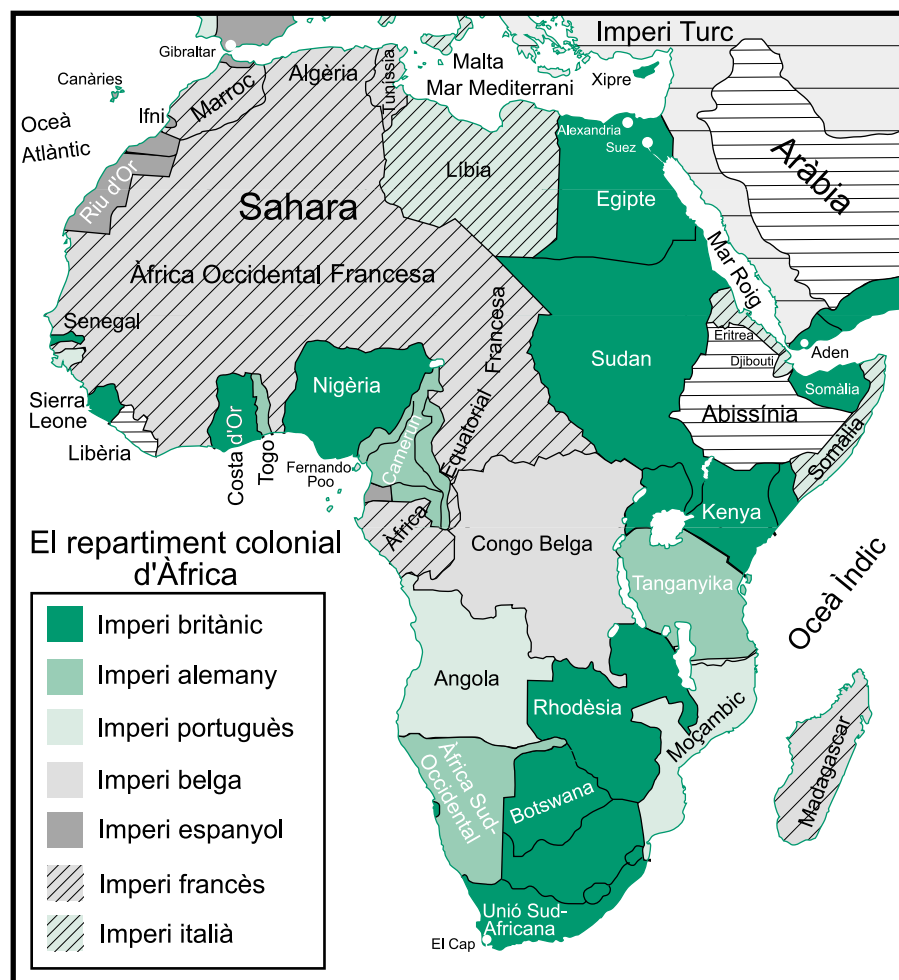 Imperi Turc
Gibraltar
Malta
Mar Mediterrani
Xipre
Canàries
Algèria
Tuníssia
Marroc
Ifni
Oceà
Atlàntic
Alexandria
Suez
Riu d'Or
Líbia
Egipte
Aràbia
Sahara
Àfrica Occidental Francesa
Mar Roig
Senegal
Eritrea
Djibouti
Aden
Sudan
Nigèria
Somàlia
Abissínia
Somàlia
Sierra
Leone
Libèria
Costa d'Or
Togo
Camerun
Àfrica Equatorial Francesa
Fernando-
Poo
Kenya
Congo Belga
Tanganyika
Oceà Índic
Angola
Rhodèsia
Moçambic
Madagascar
Àfrica Sud-
Occidental
Botswana
Unió Sud-
Africana
El Cap
El repartiment colonial
d'Àfrica
Imperi britànic
Imperi alemany
Imperi portuguès
Imperi belga
Imperi espanyol
Imperi francès
Imperi italià